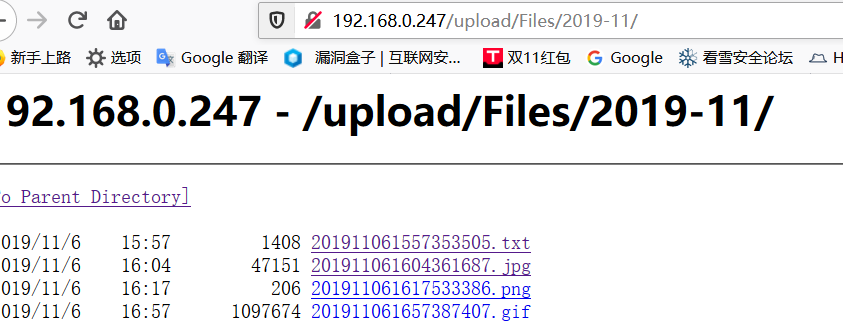 192.168.0.247/upload/Files/2019-11/
新手上路 选项 Google 翻译 漏洞盒子 | 互联网安... 双11红包 Google 看雪安全论坛 H
92.168.0.247 - /upload/Files/2019-11/
o Parent Directory]
019/11/6 15:57 1408 201911061557353505.txt
019/11/6 16:04 47151 201911061604361687.jpg
019/11/6 16:17 206 201911061617533386.png
019/11/6 16:57 1097674 201911061657387407.gif